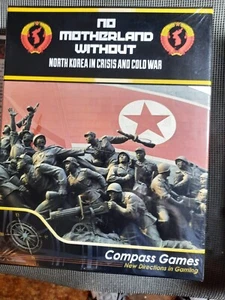 NO
MOTHERLAND
WITHOUT
NORTH KOREA IN CRISIS AND COLD WAR
Compass Games
New Directions in Gaming